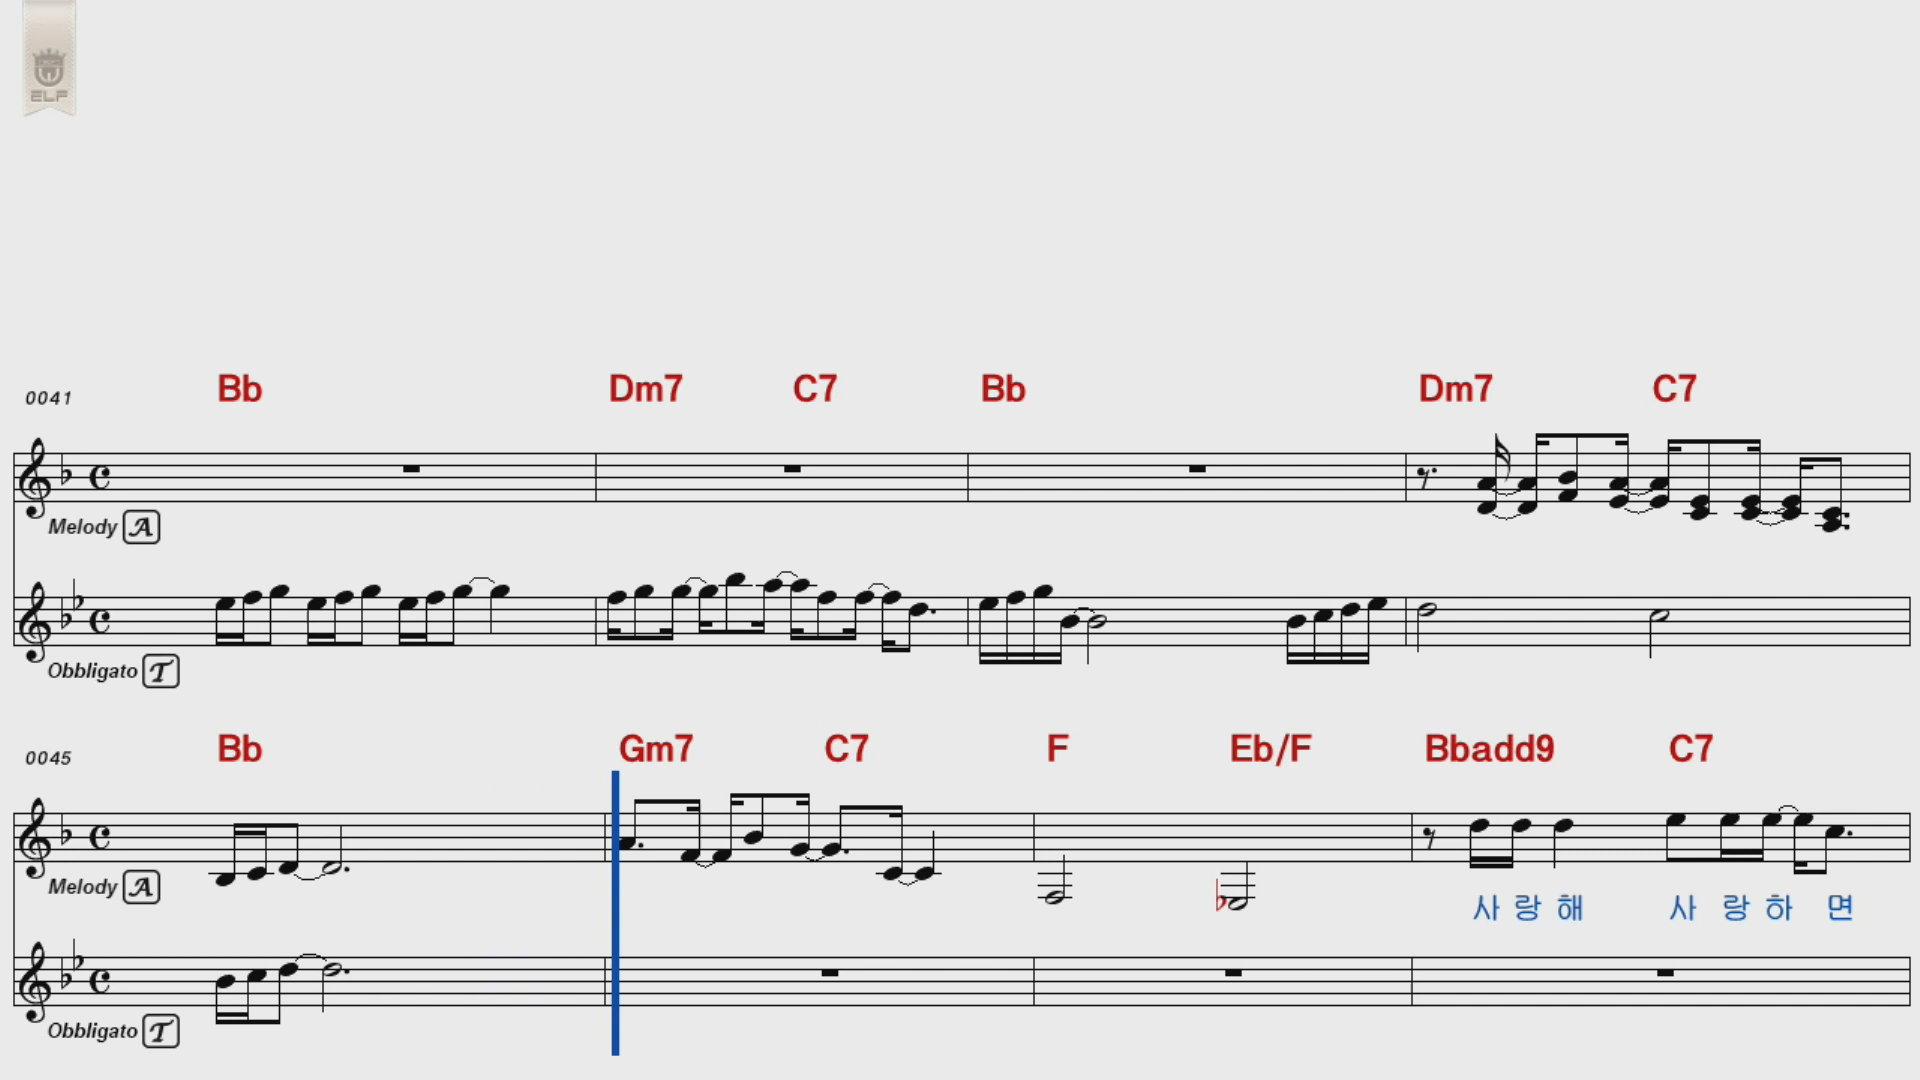 ELF
0041 Bb Dm7 C7 Bb Dm7 C7
Melody A
Obbligato T
0045 Bb Gm7 C7 F Eb/F Bbadd9 C7
Melody A
사 랑 해 사 랑 하 면
Obbligato T